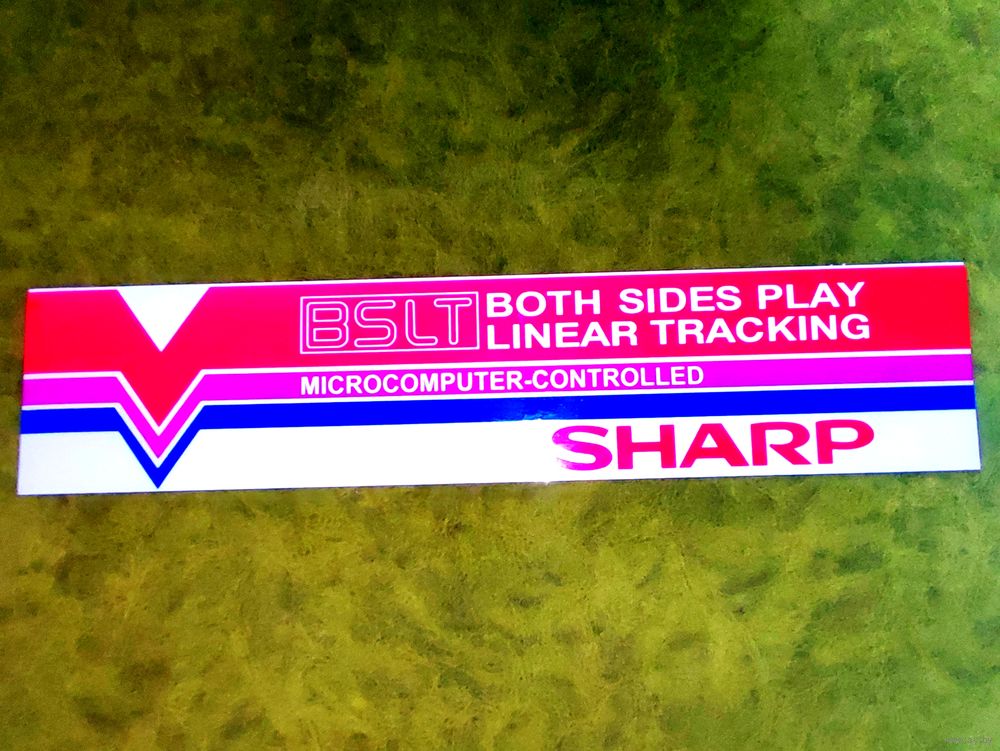 BSLT BOTH SIDES PLAY
LINEAR TRACKING
MICROCOMPUTER-CONTROLLED
SHARP